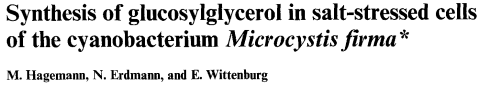 Synthesis of glucosylglycerol in salt-stressed cells
of the cyanobacterium Microcystis firma*
M. Hagemann, N. Erdmann, and E. Wittenburg